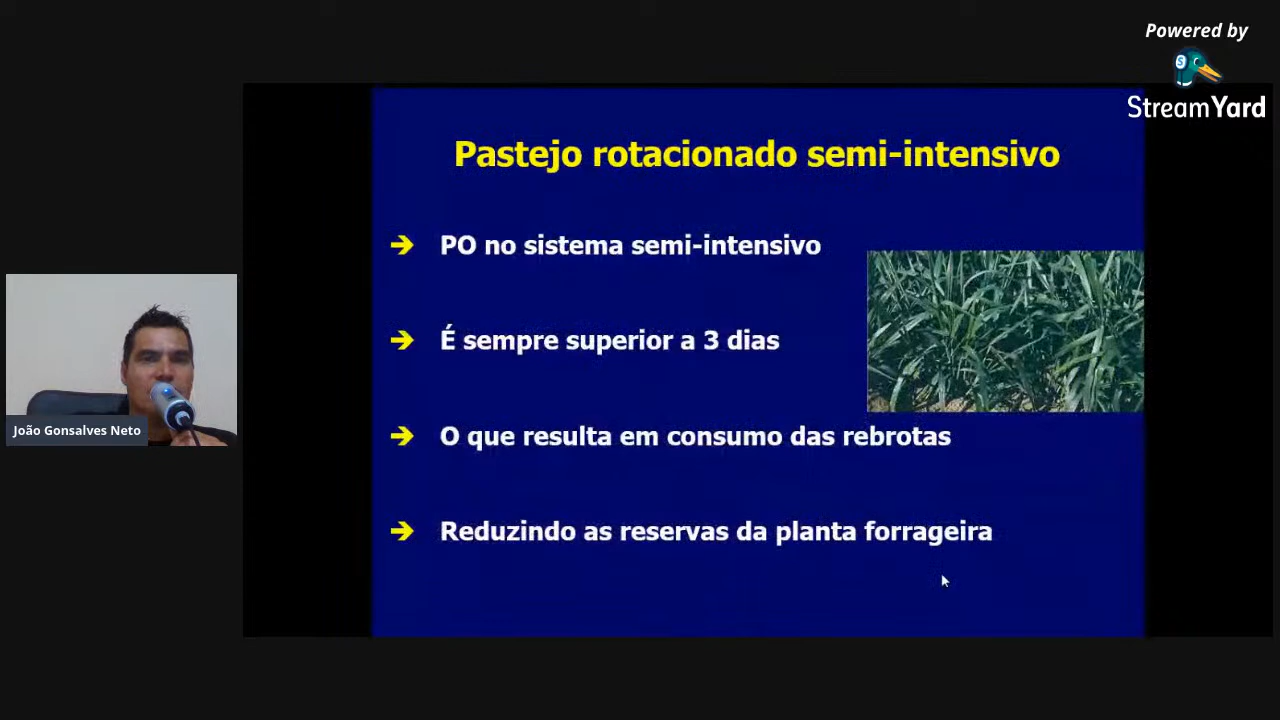 Powered by
StreamYard
Pastejo rotacionado semi-intensivo
PO no sistema semi-intensivo
É sempre superior a 3 dias
O que resulta em consumo das rebrotas
Reduzindo as reservas da planta forrageira
João Gonsalves Neto